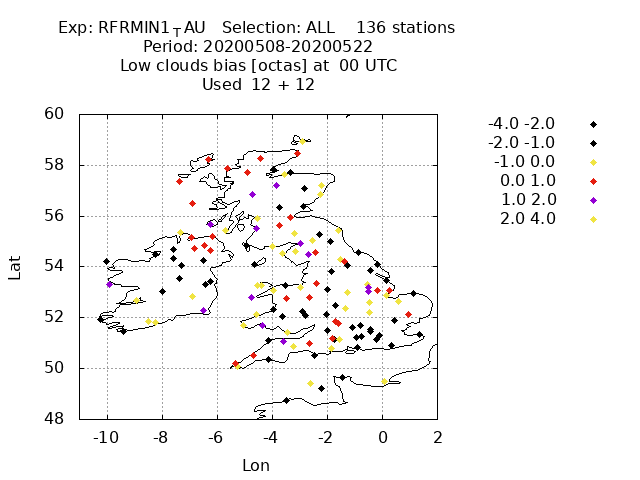 Exp: RFRMIN1_TAU Selection: ALL 136 stations
Period: 20200508-20200522
Low clouds bias [octas] at 00 UTC
Used 12 + 12
60
58
56
54
52
50
48
Lat
-10 -8 -6 -4 -2 0 2
Lon
-4.0 -2.0
-2.0 -1.0
-1.0 0.0
0.0 1.0
1.0 2.0
2.0 4.0